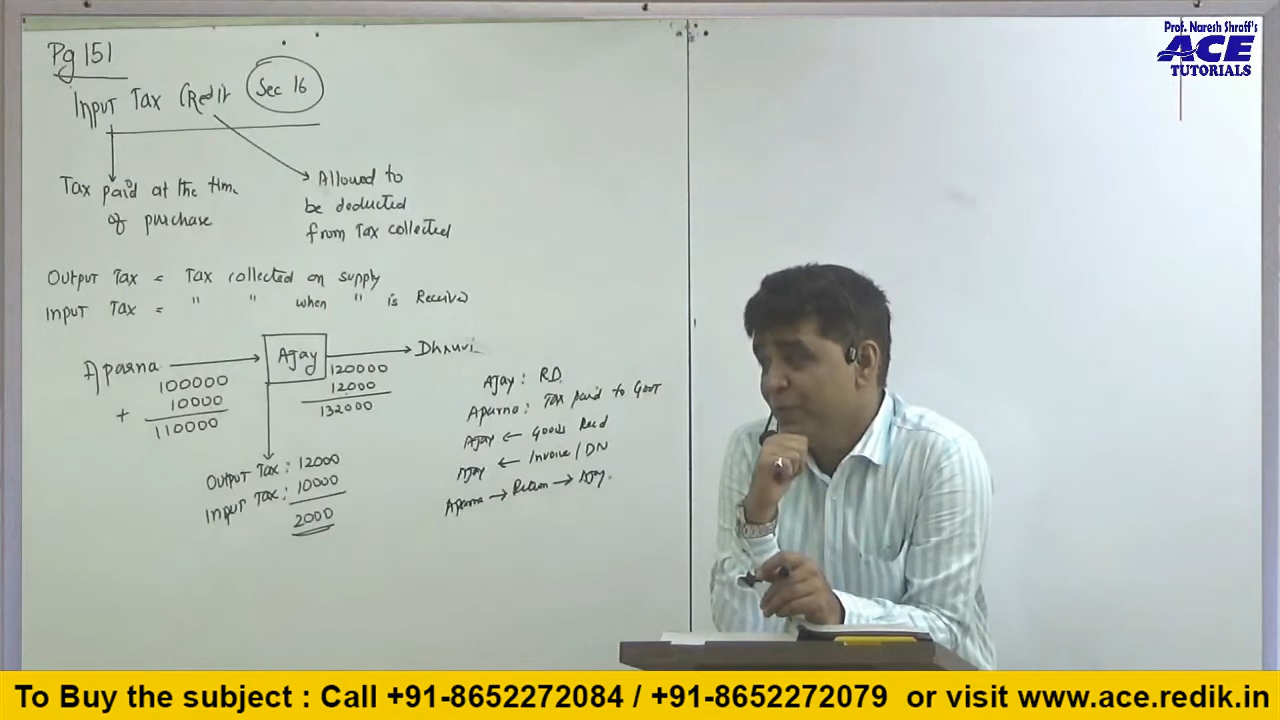 Pg 151
Input Tax Credit Sec 16
Tax paid at the time
of purchase
Allowed to
be deducted
from Tax collected
Output Tax = Tax collected on supply
Input Tax = " " when " is Received
Aparna
100000
+ 10000
110000
Ajay
Dhruvi
120000
12000
132000
Output Tax : 12000
Input Tax : 10000
2000
Ajay : R.D.
Aparna : Tax paid to Govt
Ajay ← Goods Recd
Ajay ← Invoice / DN
Aparna → Return → Ajay.
Prof. Naresh Shroff's
ACE
TUTORIALS
To Buy the subject : Call +91-8652272084 / +91-8652272079 or visit www.ace.redik.in